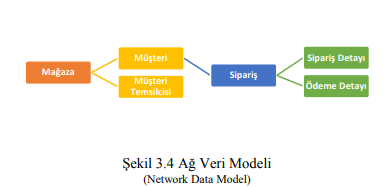 Mağaza
Müşteri
Müşteri
Temsilcisi
Sipariş
Sipariş Detayı
Ödeme Detayı
Şekil 3.4 Ağ Veri Modeli
(Network Data Model)